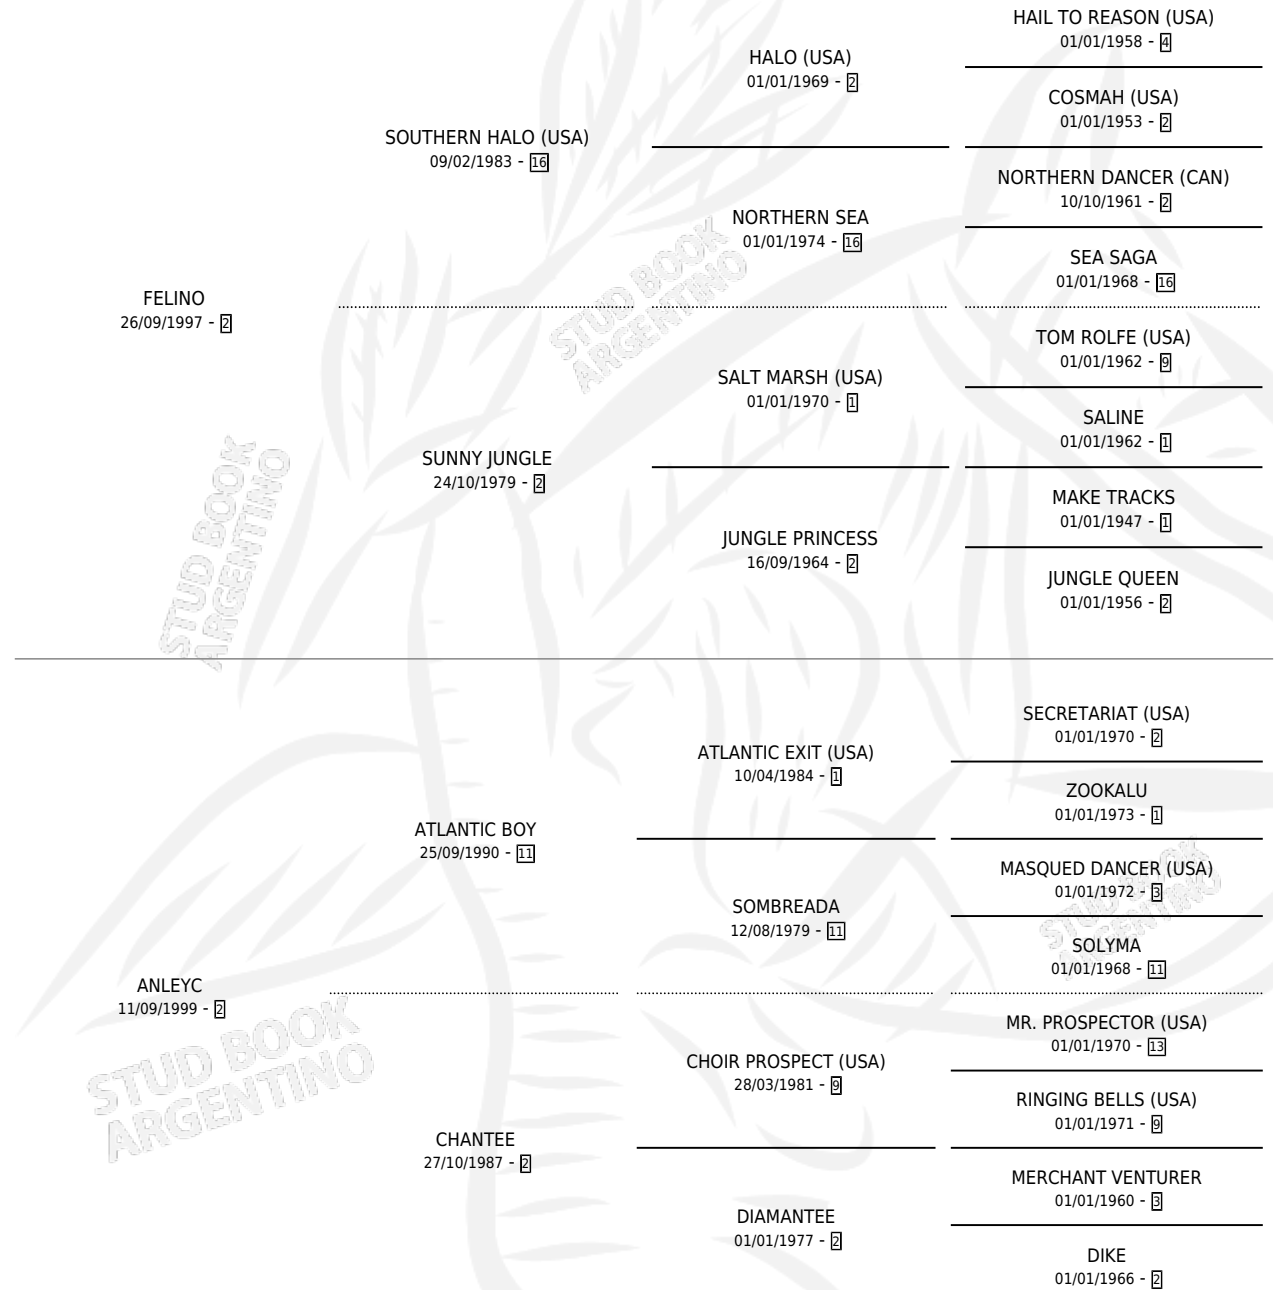 HAIL TO REASON (USA)
01/01/1958 - 4
HALO (USA)
01/01/1969 - 2
COSMAH (USA)
01/01/1953 - 2
SOUTHERN HALO (USA)
09/02/1983 - 16
NORTHERN DANCER (CAN)
10/10/1961 - 2
NORTHERN SEA
01/01/1974 - 16
SEA SAGA
01/01/1968 - 16
FELINO
26/09/1997 - 2
STUD BOOK
ARGENTINO
TOM ROLFE (USA)
01/01/1962 - 9
SALT MARSH (USA)
01/01/1970 - 1
SALINE
01/01/1962 - 1
SUNNY JUNGLE
24/10/1979 - 2
MAKE TRACKS
01/01/1947 - 1
JUNGLE PRINCESS
16/09/1964 - 2
JUNGLE QUEEN
01/01/1956 - 2
STUD BOOK
ARGENTINO
SECRETARIAT (USA)
01/01/1970 - 2
ATLANTIC EXIT (USA)
10/04/1984 - 1
ZOOKALU
01/01/1973 - 1
ATLANTIC BOY
25/09/1990 - 11
MASQUED DANCER (USA)
01/01/1972 - 3
SOMBREADA
12/08/1979 - 11
STUD BOOK
ARGENTINO
SOLYMA
01/01/1968 - 11
ANLEYC
11/09/1999 - 2
STUD BOOK
ARGENTINO
MR. PROSPECTOR (USA)
01/01/1970 - 13
CHOIR PROSPECT (USA)
28/03/1981 - 9
RINGING BELLS (USA)
01/01/1971 - 9
CHANTEE
27/10/1987 - 2
MERCHANT VENTURER
01/01/1960 - 3
DIAMANTEE
01/01/1977 - 2
DIKE
01/01/1966 - 2